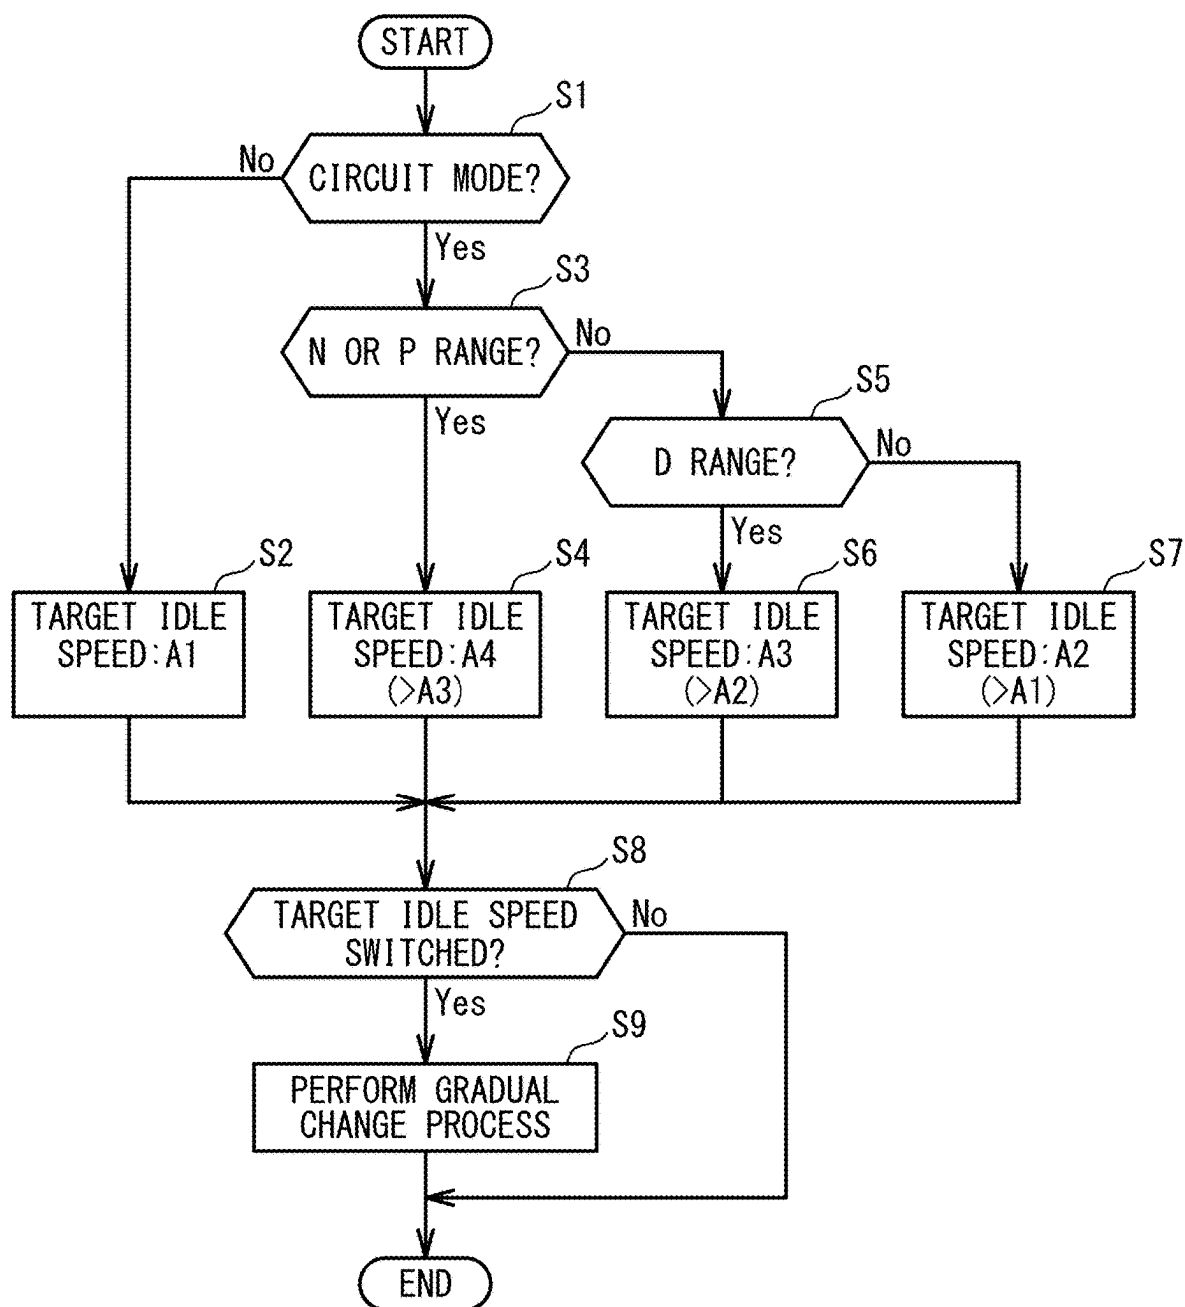 START
S1
No
CIRCUIT MODE?
Yes
S3
N OR P RANGE?
No
Yes
S5
D RANGE?
No
Yes
S2
TARGET IDLE
SPEED:A1
S4
TARGET IDLE
SPEED:A4
(>A3)
S6
TARGET IDLE
SPEED:A3
(>A2)
S7
TARGET IDLE
SPEED:A2
(>A1)
S8
TARGET IDLE SPEED
SWITCHED?
No
Yes
S9
PERFORM GRADUAL
CHANGE PROCESS
END